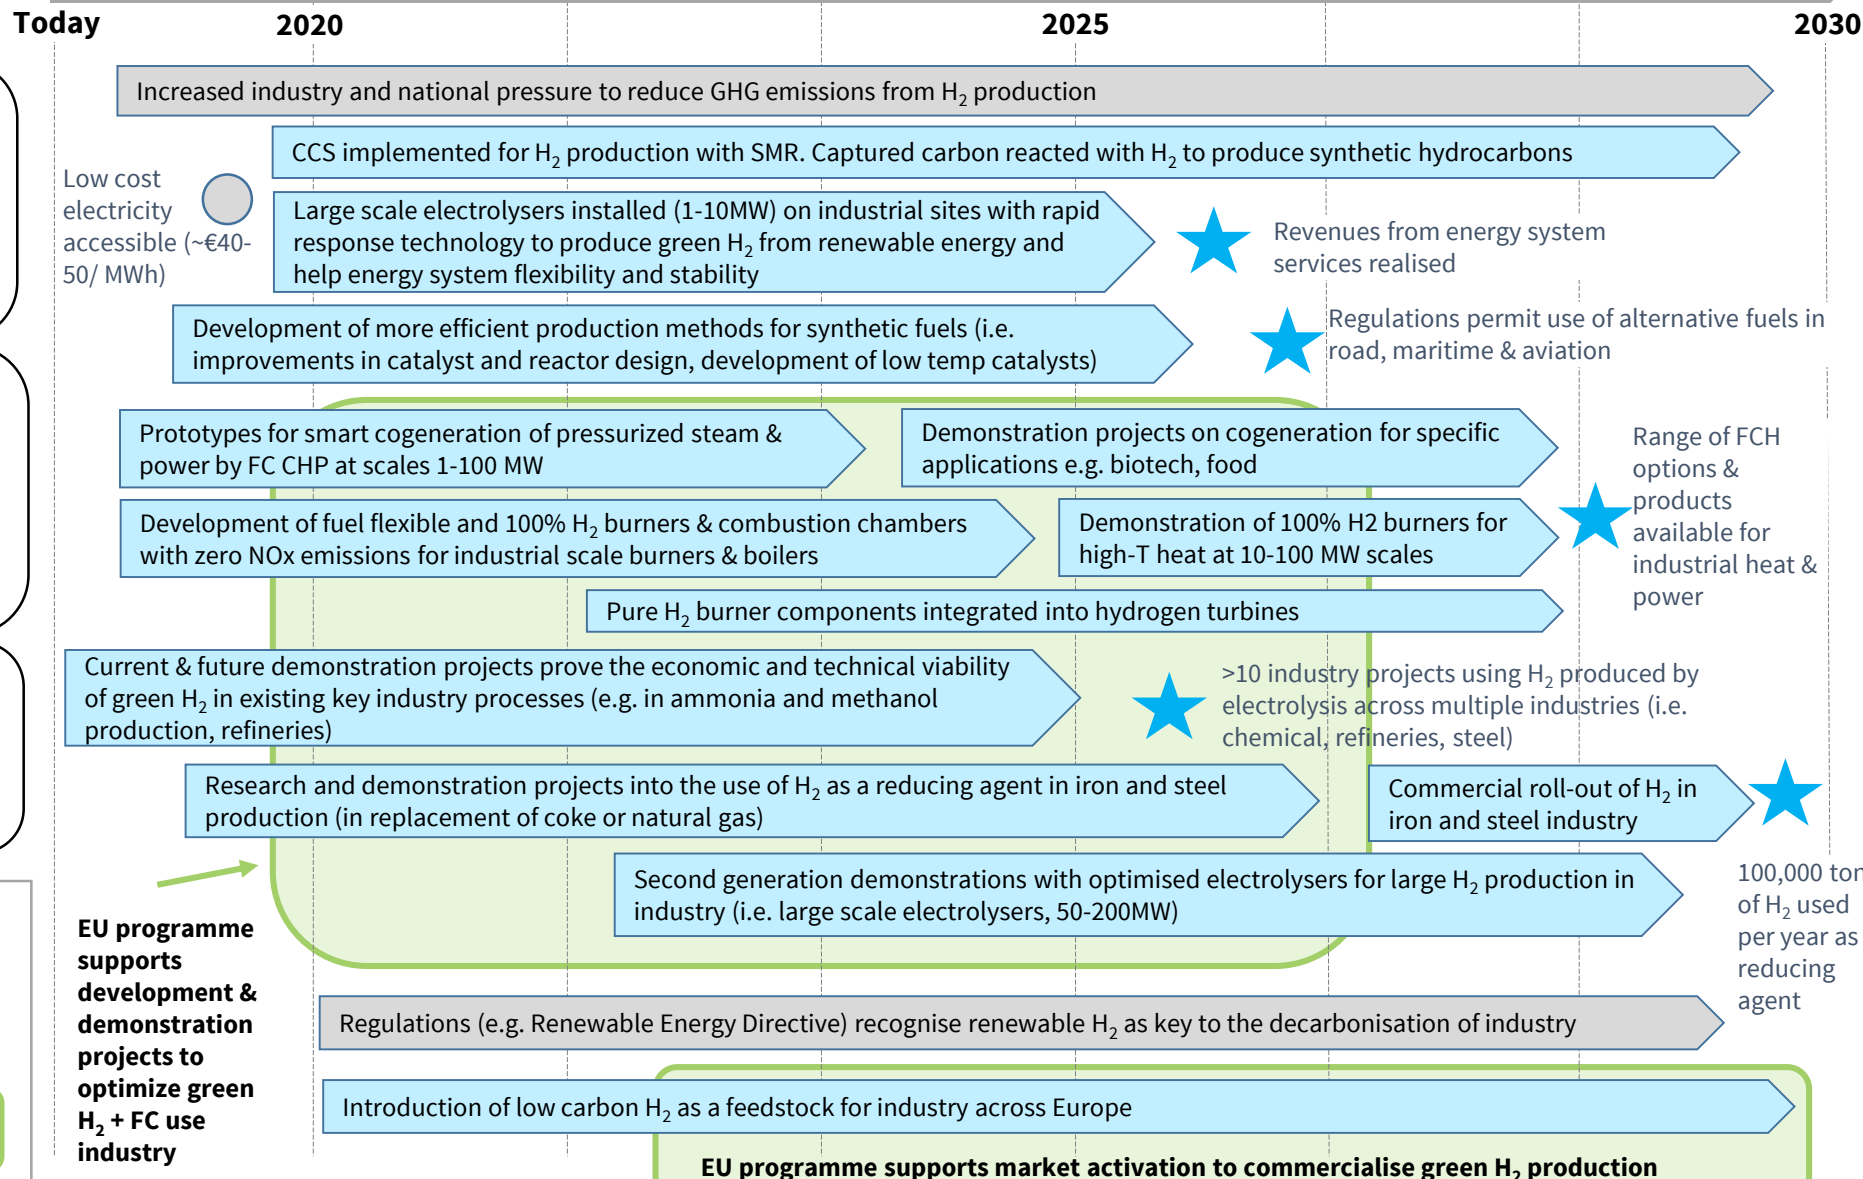 Today 2020 2025 2030
Increased industry and national pressure to reduce GHG emissions from H₂ production
CCS implemented for H₂ production with SMR. Captured carbon reacted with H₂ to produce synthetic hydrocarbons
Low cost
electricity
accessible (~€40-
50/ MWh)
Large scale electrolysers installed (1-10MW) on industrial sites with rapid
response technology to produce green H₂ from renewable energy and
help energy system flexibility and stability
Revenues from energy system
services realised
Development of more efficient production methods for synthetic fuels (i.e.
improvements in catalyst and reactor design, development of low temp catalysts)
Regulations permit use of alternative fuels in
road, maritime & aviation
Prototypes for smart cogeneration of pressurized steam &
power by FC CHP at scales 1-100 MW
Demonstration projects on cogeneration for specific
applications e.g. biotech, food
Development of fuel flexible and 100% H₂ burners & combustion chambers
with zero NOx emissions for industrial scale burners & boilers
Demonstration of 100% H2 burners for
high-T heat at 10-100 MW scales
Range of FCH
options &
products
available for
industrial heat &
power
Pure H₂ burner components integrated into hydrogen turbines
Current & future demonstration projects prove the economic and technical viability
of green H₂ in existing key industry processes (e.g. in ammonia and methanol
production, refineries)
>10 industry projects using H₂ produced by
electrolysis across multiple industries (i.e.
chemical, refineries, steel)
Research and demonstration projects into the use of H₂ as a reducing agent in iron and steel
production (in replacement of coke or natural gas)
Commercial roll-out of H₂ in
iron and steel industry
Second generation demonstrations with optimised electrolysers for large H₂ production in
industry (i.e. large scale electrolysers, 50-200MW)
100,000 ton
of H₂ used
per year as
reducing
agent
EU programme
supports
development &
demonstration
projects to
optimize green
H₂ + FC use
industry
Regulations (e.g. Renewable Energy Directive) recognise renewable H₂ as key to the decarbonisation of industry
Introduction of low carbon H₂ as a feedstock for industry across Europe
EU programme supports market activation to commercialise green H₂ production